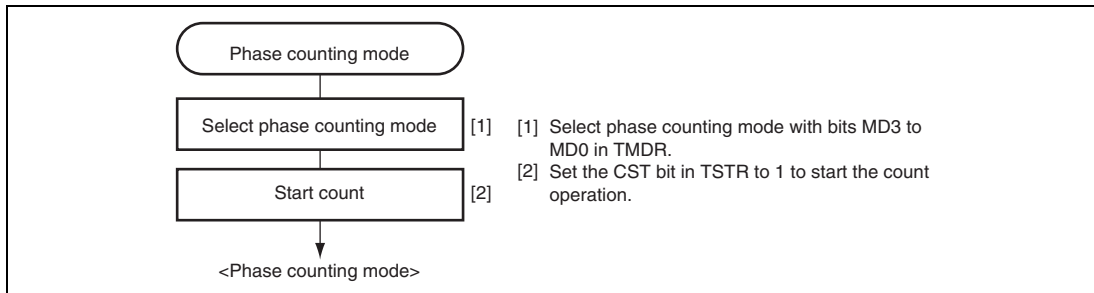 Phase counting mode
Select phase counting mode [1]
Start count [2]
<Phase counting mode>
[1] Select phase counting mode with bits MD3 to
MD0 in TMDR.
[2] Set the CST bit in TSTR to 1 to start the count
operation.